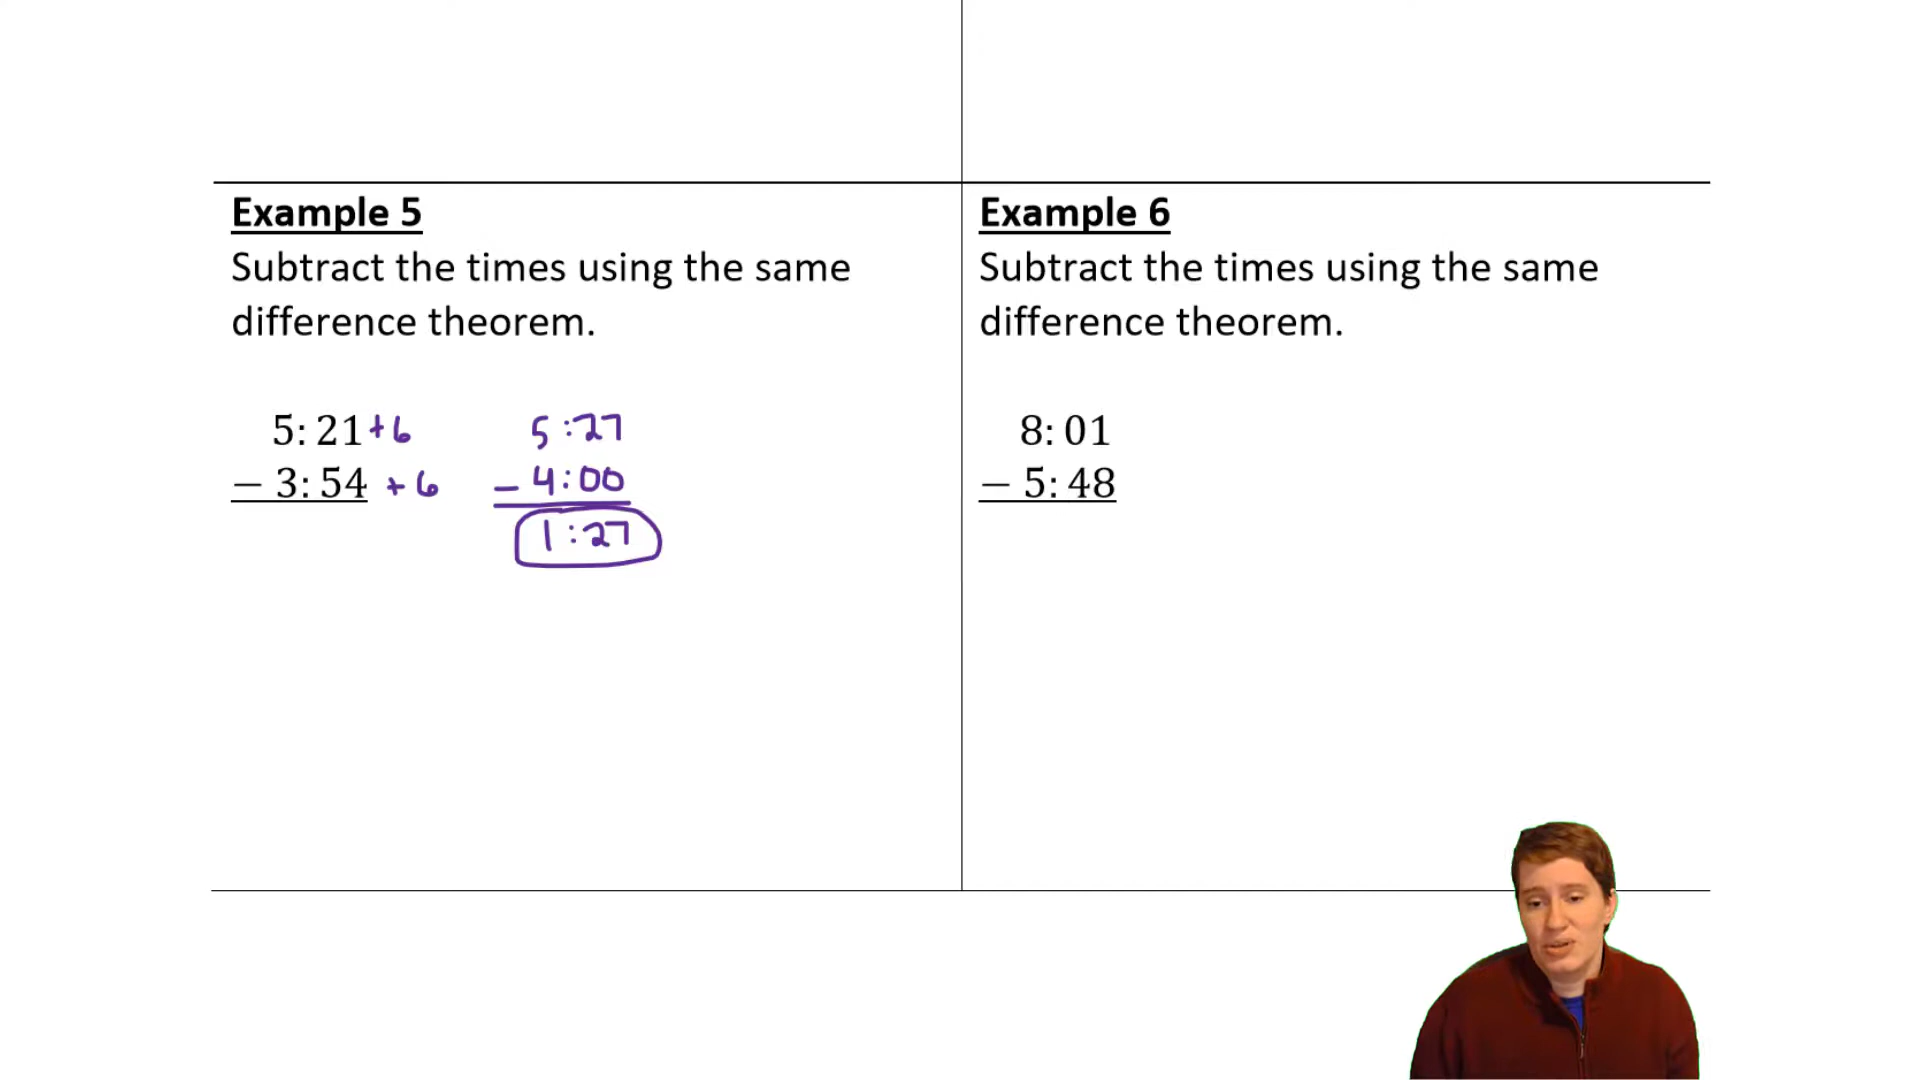 Example 5
Subtract the times using the same
difference theorem.
5: 21 +6
− 3: 54 +6
5:27
− 4:00
1:27
Example 6
Subtract the times using the same
difference theorem.
8: 01
− 5: 48